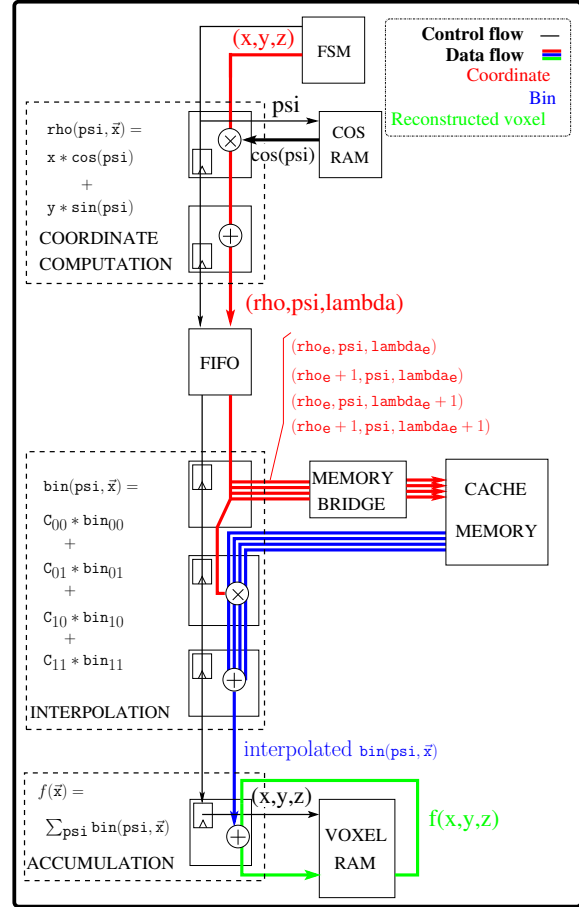 Control flow
Data flow
Coordinate
Bin
Reconstructed voxel
(x,y,z)
FSM
psi
COS
RAM
cos(psi)
×
rho(psi, x⃗) =
x * cos(psi)
+
y * sin(psi)
COORDINATE
COMPUTATION
+
(rho,psi,lambda)
FIFO
(rho_e, psi, lambda_e)
(rho_e + 1, psi, lambda_e)
(rho_e, psi, lambda_e + 1)
(rho_e + 1, psi, lambda_e + 1)
MEMORY
BRIDGE
CACHE
MEMORY
bin(psi, x⃗) =
C_00 * bin_00
+
C_01 * bin_01
+
C_10 * bin_10
+
C_11 * bin_11
INTERPOLATION
×
+
interpolated bin(psi, x⃗)
f(x⃗) =
∑_psi bin(psi, x⃗)
ACCUMULATION
(x,y,z)
+
VOXEL
RAM
f(x,y,z)